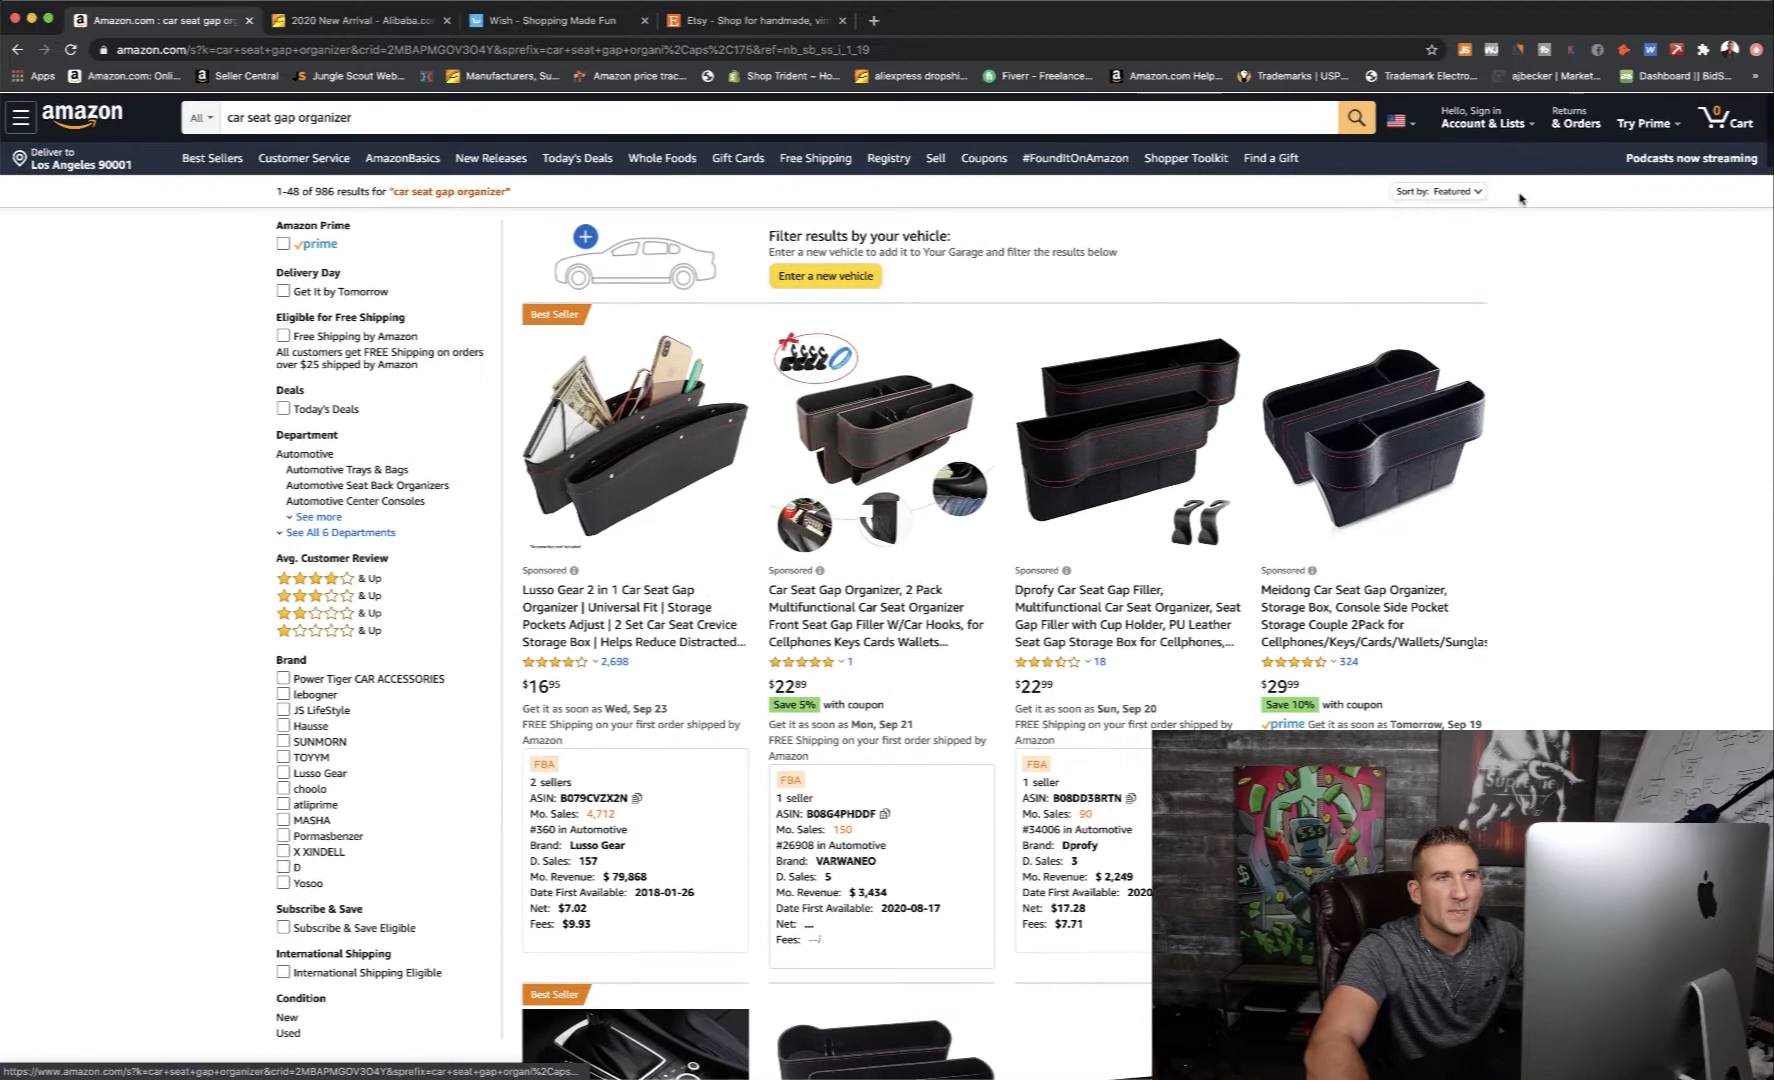 Amazon.com : car seat gap org
2020 New Arrival - Alibaba.co
Wish - Shopping Made Fun
Etsy - Shop for handmade, vin
amazon.com/s?k=car+seat+gap+organizer&crid=2MBAPMGOV3O4Y&sprefix=car+seat+gap+organi%2Caps%2C175&ref=nb_sb_ss_i_1_19
Apps
Amazon.com: Onli...
Seller Central
Jungle Scout Web...
Manufacturers, Su...
Amazon price trac...
Shop Trident ~ Ho...
aliexpress dropshi...
Fiverr - Freelance...
Amazon.com Help...
Trademarks | USP...
Trademark Electro...
ajbecker | Market...
Dashboard || BidS...
amazon
All
car seat gap organizer
Hello, Sign in
Account & Lists
Returns
& Orders
Try Prime
0
Cart
Deliver to
Los Angeles 90001
Best Sellers
Customer Service
AmazonBasics
New Releases
Today's Deals
Whole Foods
Gift Cards
Free Shipping
Registry
Sell
Coupons
#FoundItOnAmazon
Shopper Toolkit
Find a Gift
Podcasts now streaming
1-48 of 986 results for "car seat gap organizer"
Sort by: Featured
Amazon Prime
prime
Delivery Day
Get It by Tomorrow
Eligible for Free Shipping
Free Shipping by Amazon
All customers get FREE Shipping on orders
over $25 shipped by Amazon
Deals
Today's Deals
Department
Automotive
Automotive Trays & Bags
Automotive Seat Back Organizers
Automotive Center Consoles
See more
See All 6 Departments
Avg. Customer Review
& Up
& Up
& Up
& Up
Brand
Power Tiger CAR ACCESSORIES
lebogner
JS LifeStyle
Hausse
SUNMORN
TOYYM
Lusso Gear
choolo
atliprime
MASHA
Pormasbenzer
X XINDELL
D
Yosoo
Subscribe & Save
Subscribe & Save Eligible
International Shipping
International Shipping Eligible
Condition
New
Used
Filter results by your vehicle:
Enter a new vehicle to add it to Your Garage and filter the results below
Enter a new vehicle
Best Seller
Sponsored
Lusso Gear 2 in 1 Car Seat Gap
Organizer | Universal Fit | Storage
Pockets Adjust | 2 Set Car Seat Crevice
Storage Box | Helps Reduce Distracted...
2,698
$16.95
Get it as soon as Wed, Sep 23
FREE Shipping on your first order shipped by
Amazon
FBA
2 sellers
ASIN: B079CVZX2N
Mo. Sales: 4,712
#360 in Automotive
Brand: Lusso Gear
D. Sales: 157
Mo. Revenue: $ 79,868
Date First Available: 2018-01-26
Net: $7.02
Fees: $9.93
Best Seller
Sponsored
Car Seat Gap Organizer, 2 Pack
Multifunctional Car Seat Organizer
Front Seat Gap Filler W/Car Hooks, for
Cellphones Keys Cards Wallets...
1
$22.89
Save 5% with coupon
Get it as soon as Mon, Sep 21
FREE Shipping on your first order shipped by
Amazon
FBA
1 seller
ASIN: B08G4PHDDF
Mo. Sales: 150
#26908 in Automotive
Brand: VARWANEO
D. Sales: 5
Mo. Revenue: $ 3,434
Date First Available: 2020-08-17
Net: ...
Fees: --i
Sponsored
Dprofy Car Seat Gap Filler,
Multifunctional Car Seat Organizer, Seat
Gap Filler with Cup Holder, PU Leather
Seat Gap Storage Box for Cellphones,...
18
$22.99
Get it as soon as Sun, Sep 20
FREE Shipping on your first order shipped by
Amazon
FBA
1 seller
ASIN: B08DD3BRTN
Mo. Sales: 90
#34006 in Automotive
Brand: Dprofy
D. Sales: 3
Mo. Revenue: $ 2,249
Date First Available: 2020
Net: $17.28
Fees: $7.71
Sponsored
Meidong Car Seat Gap Organizer,
Storage Box, Console Side Pocket
Storage Couple 2Pack for
Cellphones/Keys/Cards/Wallets/Sunglas
324
$29.99
Save 10% with coupon
prime Get it as soon as Tomorrow, Sep 19
https://www.amazon.com/s?k=car+seat+gap+organizer&crid=2MBAPMGOV3O4Y&sprefix=car+seat+gap+organi%2Caps...